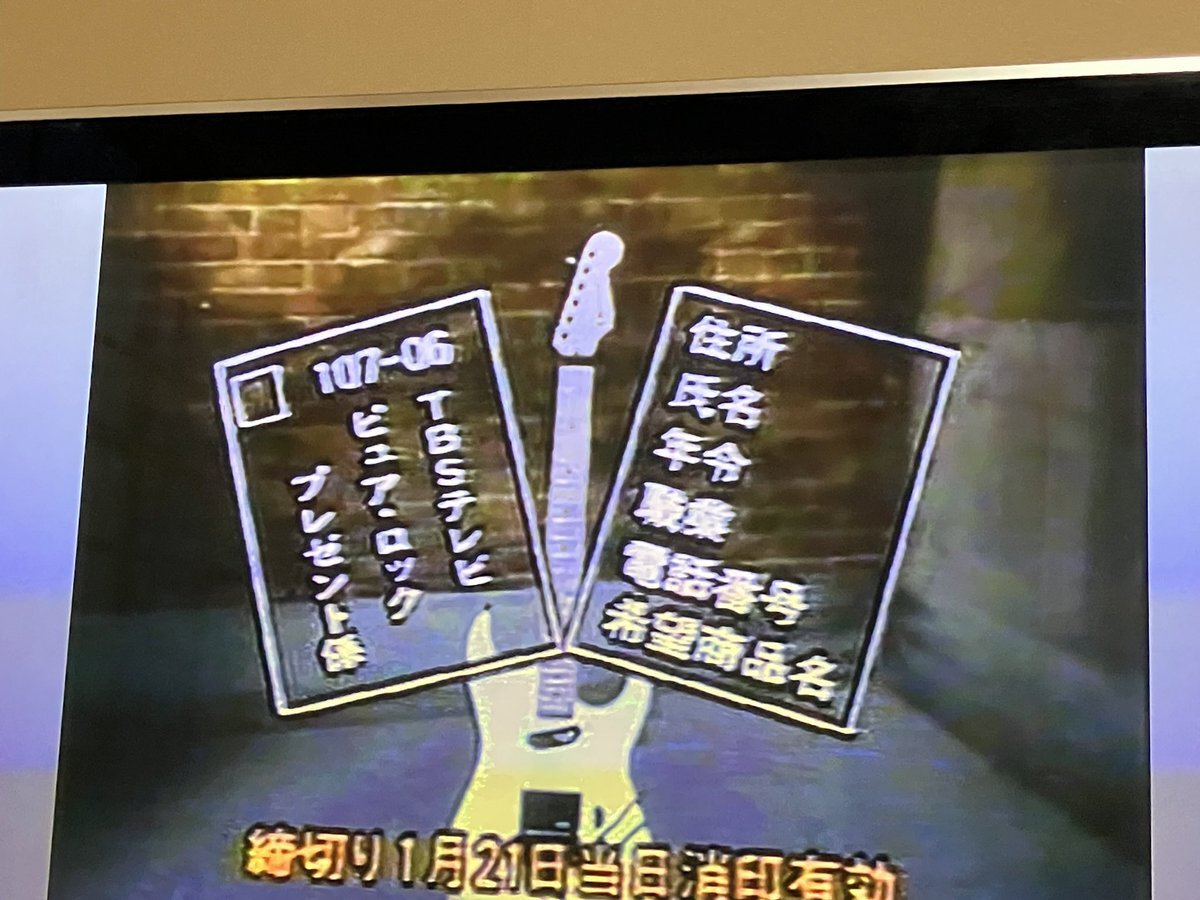 107-06
TBSテレビ
ピュア・ロック
プレゼント係
住所
氏名
年令
職業
電話番号
希望商品名
締切り1月21日当日消印有効